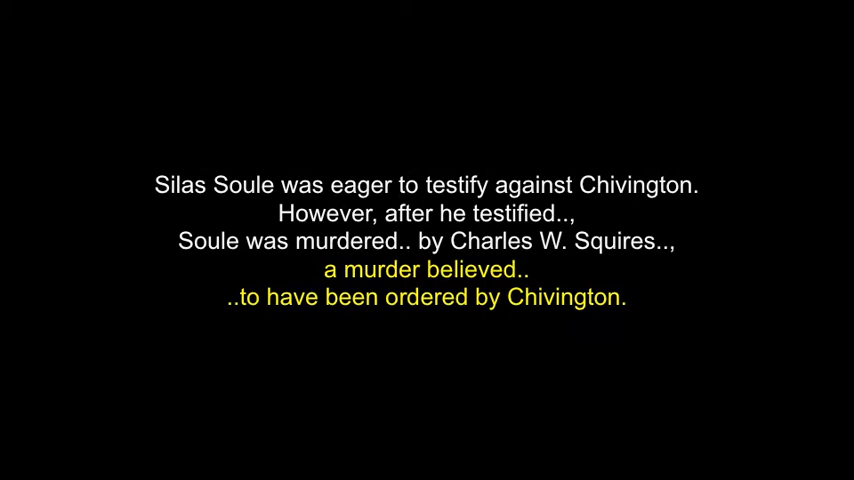 Silas Soule was eager to testify against Chivington.
However, after he testified..,
Soule was murdered.. by Charles W. Squires..,
a murder believed..
..to have been ordered by Chivington.